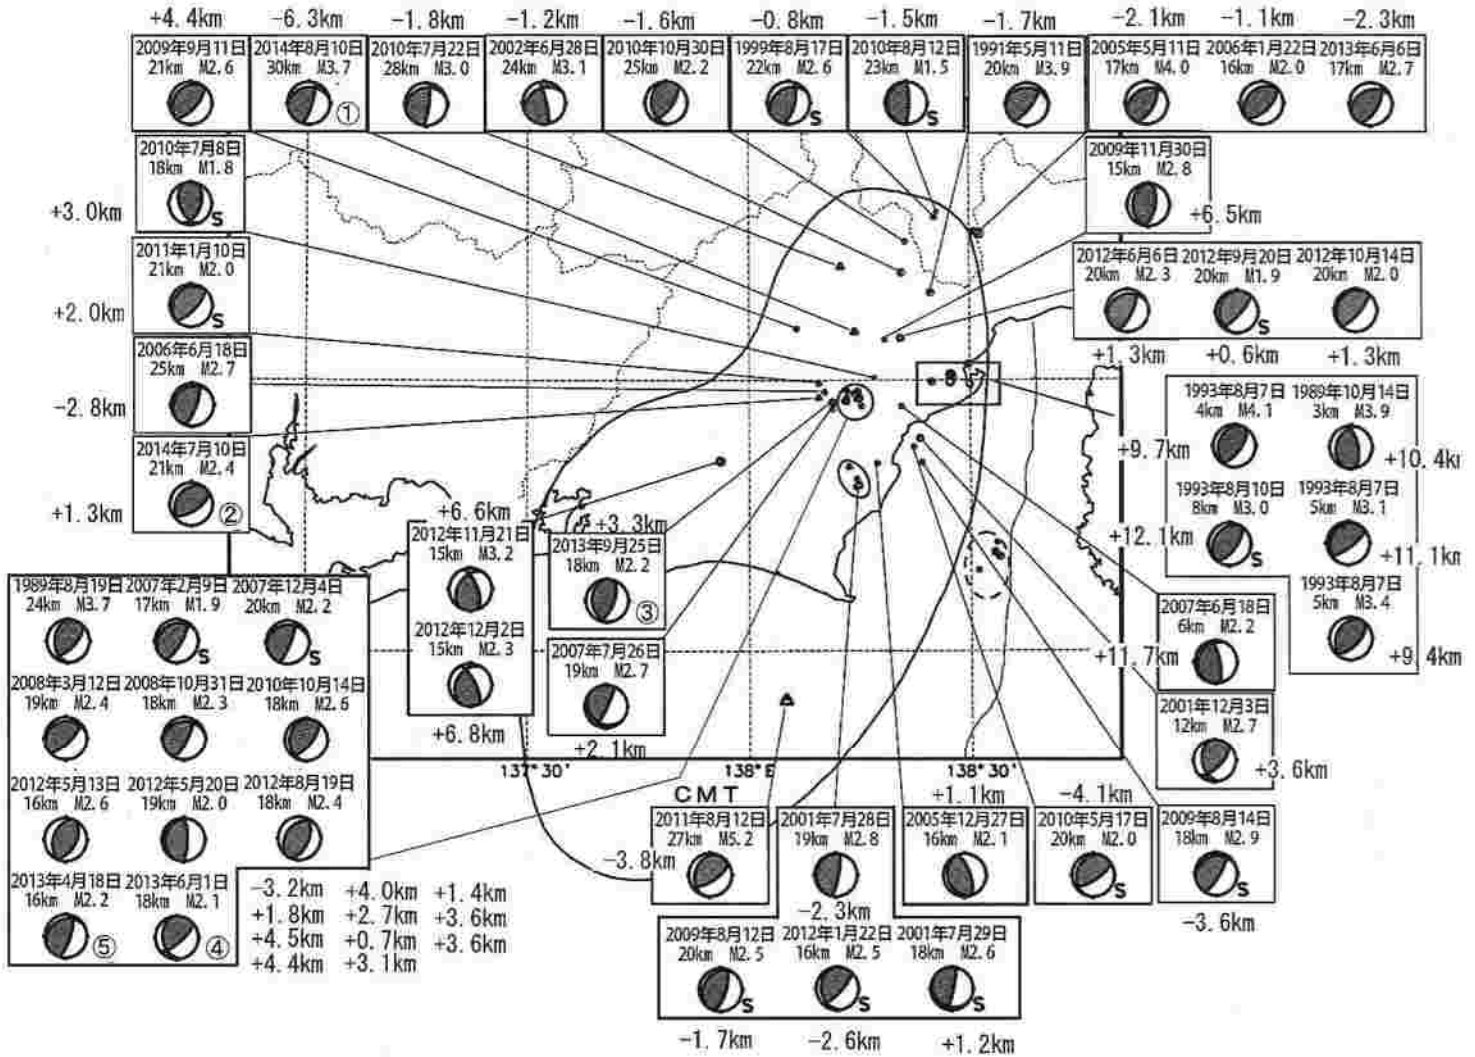 +4.4km
-6.3km
-1.8km
-1.2km
-1.6km
-0.8km
-1.5km
-1.7km
-2.1km
-1.1km
-2.3km
2009年9月11日
21km M2.6
2014年8月10日
30km M3.7
①
2010年7月22日
28km M3.0
2002年6月28日
24km M3.1
2010年10月30日
25km M2.2
1999年8月17日
22km M2.6
S
2010年8月12日
23km M1.5
S
1991年5月11日
20km M3.9
2005年5月11日
17km M4.0
2006年1月22日
16km M2.0
2013年6月6日
17km M2.7
2010年7月8日
18km M1.8
S
+3.0km
2009年11月30日
15km M2.8
+6.5km
2011年1月10日
21km M2.0
S
+2.0km
2012年6月6日
20km M2.3
2012年9月20日
20km M1.9
S
2012年10月14日
20km M2.0
+1.3km
+0.6km
+1.3km
2006年6月18日
25km M2.7
-2.8km
1993年8月7日
4km M4.1
+9.7km
1989年10月14日
3km M3.9
+10.4km
2014年7月10日
21km M2.4
②
+1.3km
1993年8月10日
8km M3.0
S
+12.1km
1993年8月7日
5km M3.1
+11.1km
1993年8月7日
5km M3.4
+9.4km
+6.6km
2012年11月21日
15km M3.2
2012年12月2日
15km M2.3
+6.8km
+3.3km
2013年9月25日
18km M2.2
③
2007年7月26日
19km M2.7
+2.1km
1989年8月19日
24km M3.7
2007年2月9日
17km M1.9
S
2007年12月4日
20km M2.2
S
2008年3月12日
19km M2.4
2008年10月31日
18km M2.3
2010年10月14日
18km M2.6
2012年5月13日
16km M2.6
2012年5月20日
19km M2.0
2012年8月19日
18km M2.4
2013年4月18日
16km M2.2
⑤
2013年6月1日
18km M2.1
④
-3.2km +4.0km +1.4km
+1.8km +2.7km +3.6km
+4.5km +0.7km +3.6km
+4.4km +3.1km
2007年6月18日
6km M2.2
+11.7km
2001年12月3日
12km M2.7
+3.6km
137°30'
138°E
138°30'
CMT
2011年8月12日
27km M5.2
-3.8km
2001年7月28日
19km M2.8
-2.3km
+1.1km
2005年12月27日
16km M2.1
-4.1km
2010年5月17日
20km M2.0
S
2009年8月14日
18km M2.9
S
-3.6km
2009年8月12日
20km M2.5
S
2012年1月22日
16km M2.5
S
2001年7月29日
18km M2.6
S
-1.7km
-2.6km
+1.2km